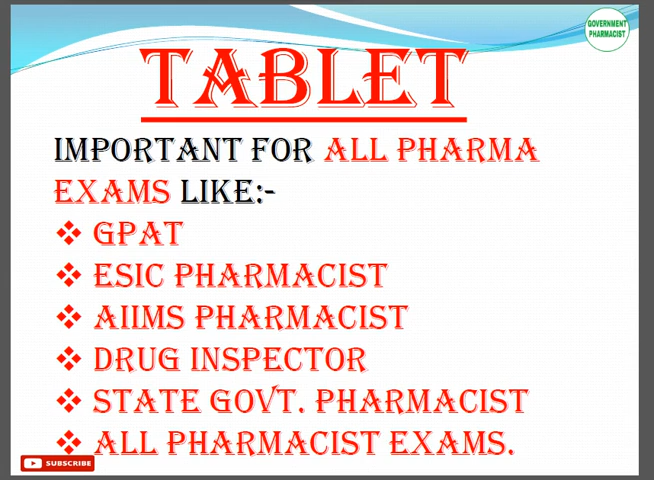 GOVERNMENT
PHARMACIST
TABLET
IMPORTANT FOR ALL PHARMA
EXAMS LIKE:-
❖ GPAT
❖ ESIC PHARMACIST
❖ AIIMS PHARMACIST
❖ DRUG INSPECTOR
❖ STATE GOVT. PHARMACIST
❖ ALL PHARMACIST EXAMS.
SUBSCRIBE